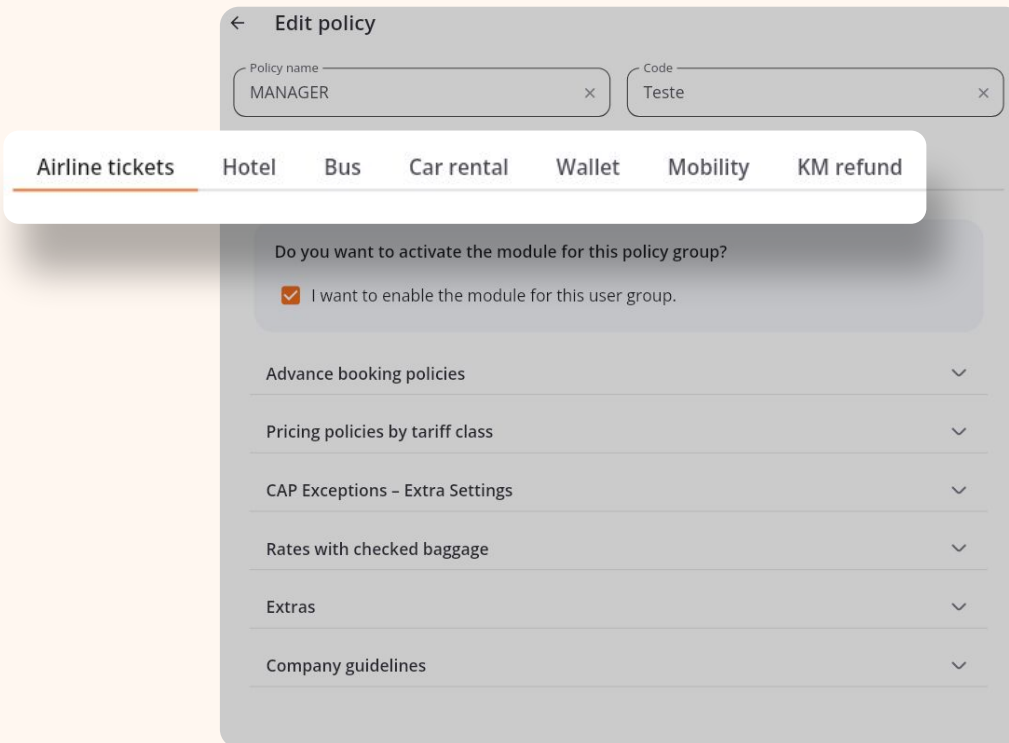 Edit policy
Policy name
MANAGER
Code
Teste
Airline tickets Hotel Bus Car rental Wallet Mobility KM refund
Do you want to activate the module for this policy group?
I want to enable the module for this user group.
Advance booking policies
Pricing policies by tariff class
CAP Exceptions – Extra Settings
Rates with checked baggage
Extras
Company guidelines